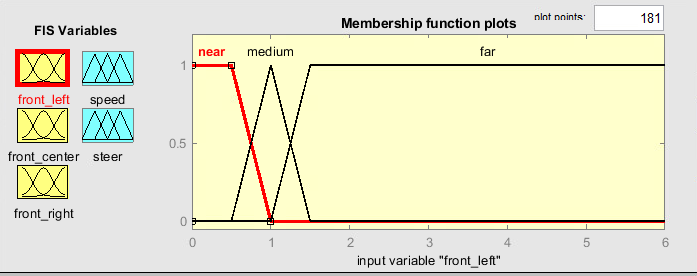 FIS Variables
front_left
speed
front_center
steer
front_right
Membership function plots
plot points:
181
near
medium
far
1
0.5
0
0
1
2
3
4
5
6
input variable "front_left"